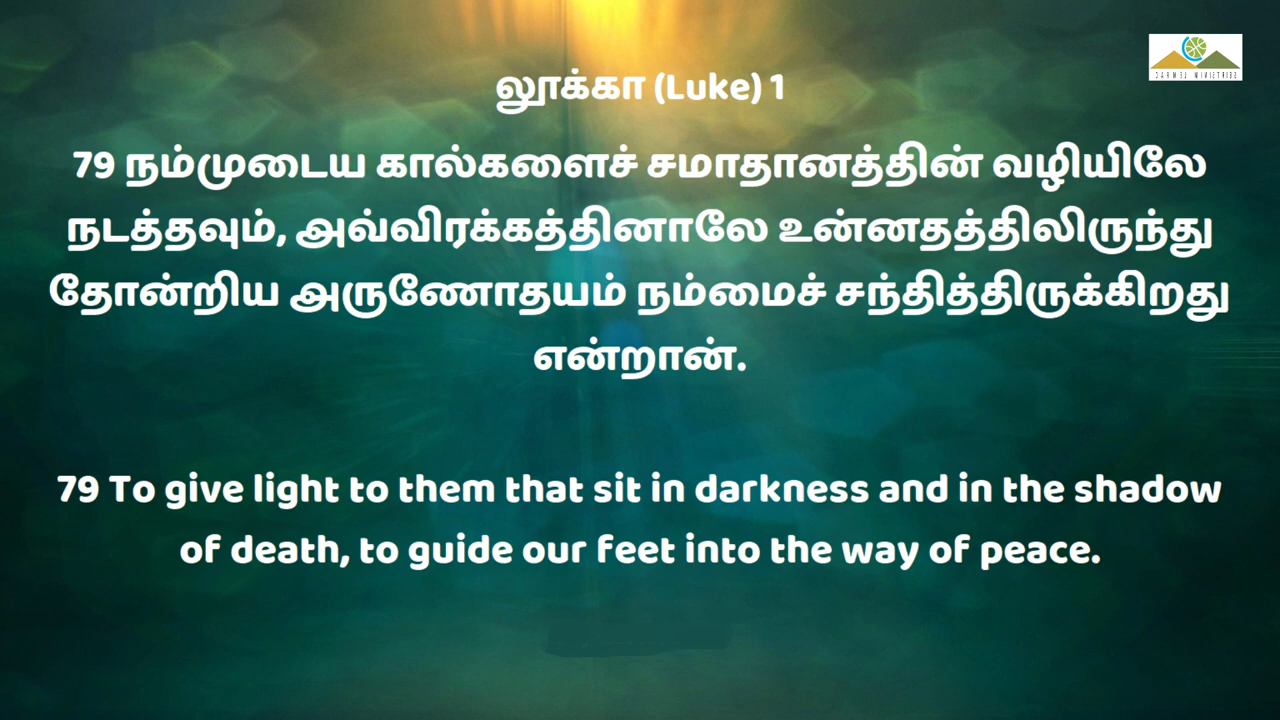 லூக்கா (Luke) 1
79 நம்முடைய கால்களைச் சமாதானத்தின் வழியிலே
நடத்தவும், அவ்விரக்கத்தினாலே உன்னதத்திலிருந்து
தோன்றிய அருணோதயம் நம்மைச் சந்தித்திருக்கிறது
என்றான்.
79 To give light to them that sit in darkness and in the shadow
of death, to guide our feet into the way of peace.
CARMEL MINISTRIES